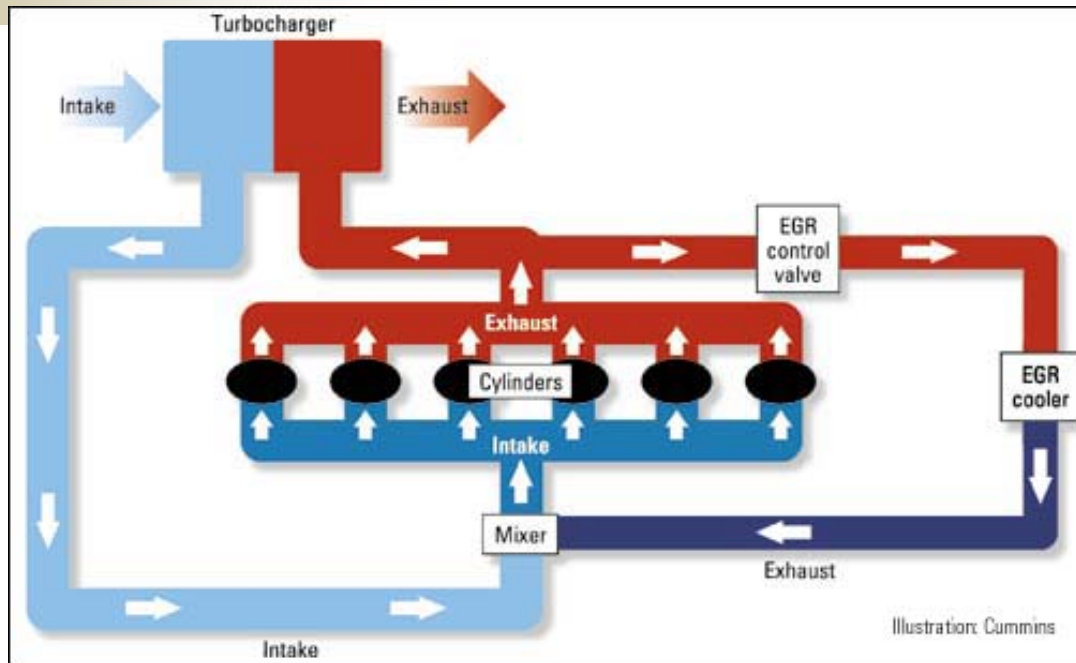 Turbocharger
Intake
Exhaust
EGR
control
valve
Exhaust
Cylinders
EGR
cooler
Intake
Mixer
Exhaust
Illustration: Cummins
Intake